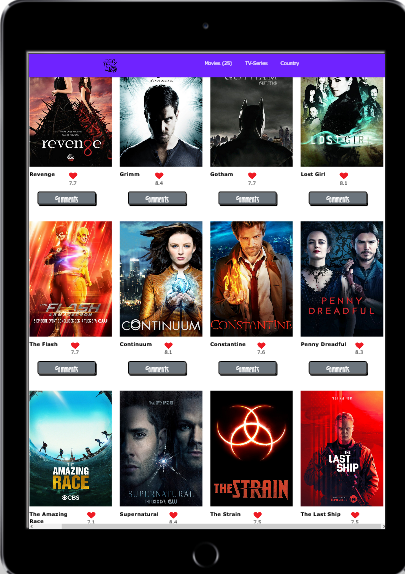 Movies (25) TV-Series Country
revenge
abc
GOTHAM
LOST GIRL
Revenge Grimm Gotham Lost Girl
7.7 8.4 7.7 8.1
Comments Comments Comments Comments
THE FLASH
CONTINUUM
CONSTANTINE
PENNY
DREADFUL
The Flash Continuum Constantine Penny Dreadful
7.7 8.1 7.6 8.3
Comments Comments Comments Comments
THE
AMAZING
RACE
CBS
SUPERNATURAL
THE STRAIN
THE
LAST
SHIP
The Amazing Supernatural The Strain The Last Ship
Race
7.1 8.4 7.5 7.5